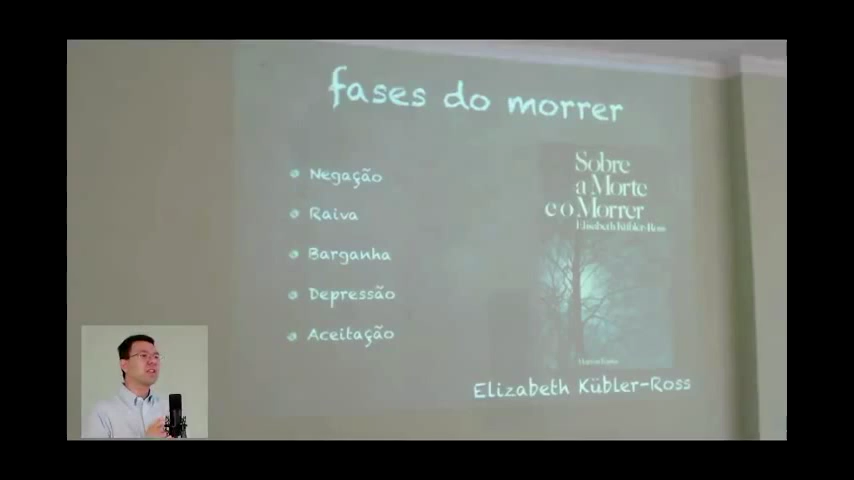 fases do morrer
Negação
Raiva
Barganha
Depressão
Aceitação
Sobre
a Morte
e o Morrer
Elisabeth Kübler-Ross
Elizabeth Kübler-Ross